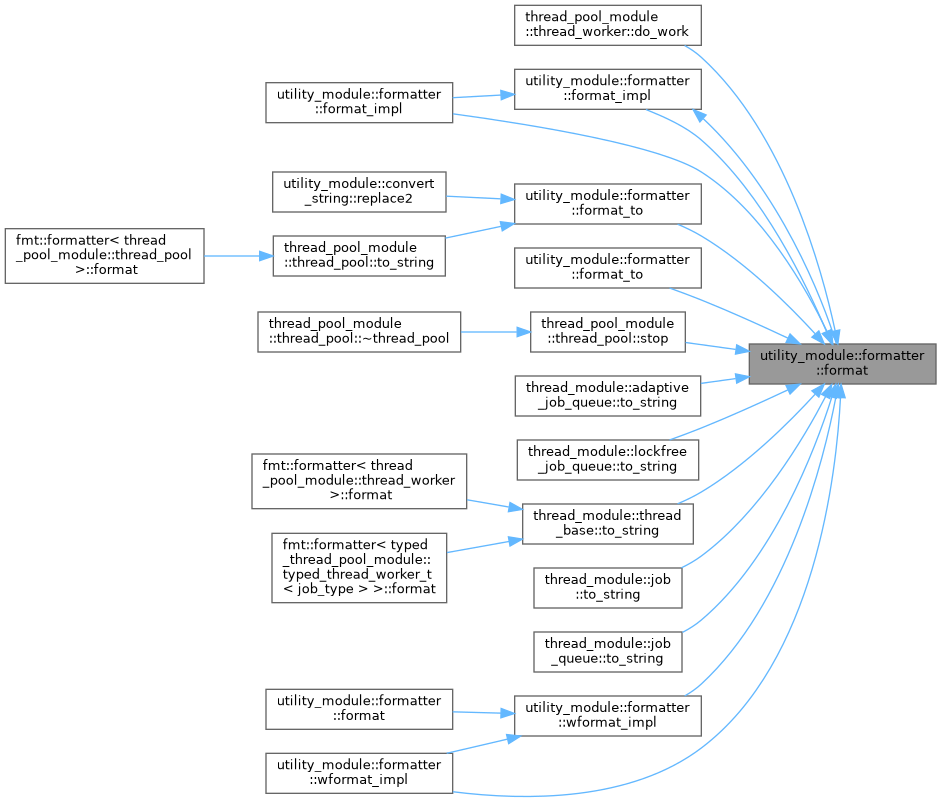 thread_pool_module
::thread_worker::do_work
utility_module::formatter
::format_impl
utility_module::formatter
::format_impl
utility_module::convert
_string::replace2
utility_module::formatter
::format_to
fmt::formatter< thread
_pool_module::thread_pool
>::format
thread_pool_module
::thread_pool::to_string
utility_module::formatter
::format_to
thread_pool_module
::thread_pool::~thread_pool
thread_pool_module
::thread_pool::stop
utility_module::formatter
::format
thread_module::adaptive
_job_queue::to_string
thread_module::lockfree
_job_queue::to_string
fmt::formatter< thread
_pool_module::thread_worker
>::format
thread_module::thread
_base::to_string
fmt::formatter< typed
_thread_pool_module::
typed_thread_worker_t
< job_type > >::format
thread_module::job
::to_string
thread_module::job
_queue::to_string
utility_module::formatter
::format
utility_module::formatter
::wformat_impl
utility_module::formatter
::wformat_impl